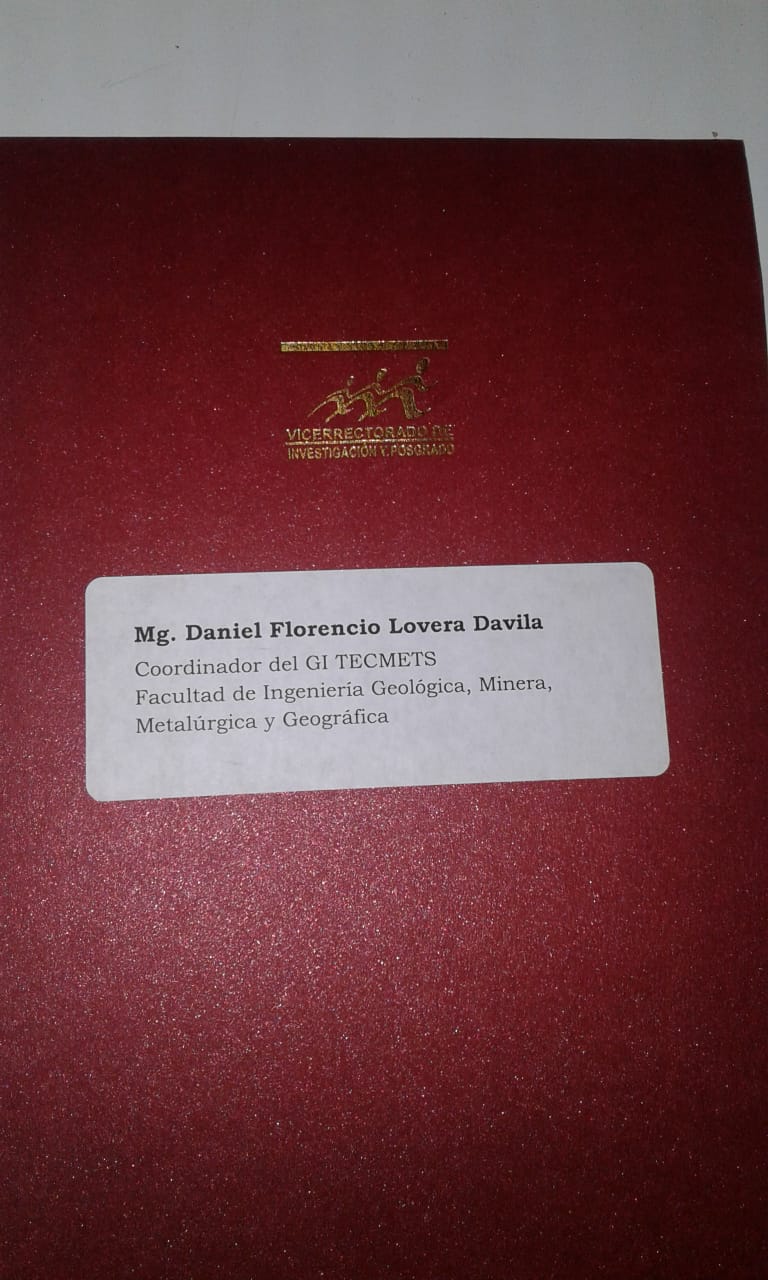 VICERRECTORADO DE
INVESTIGACIÓN Y POSGRADO
Mg. Daniel Florencio Lovera Davila
Coordinador del GI TECMETS
Facultad de Ingeniería Geológica, Minera,
Metalúrgica y Geográfica